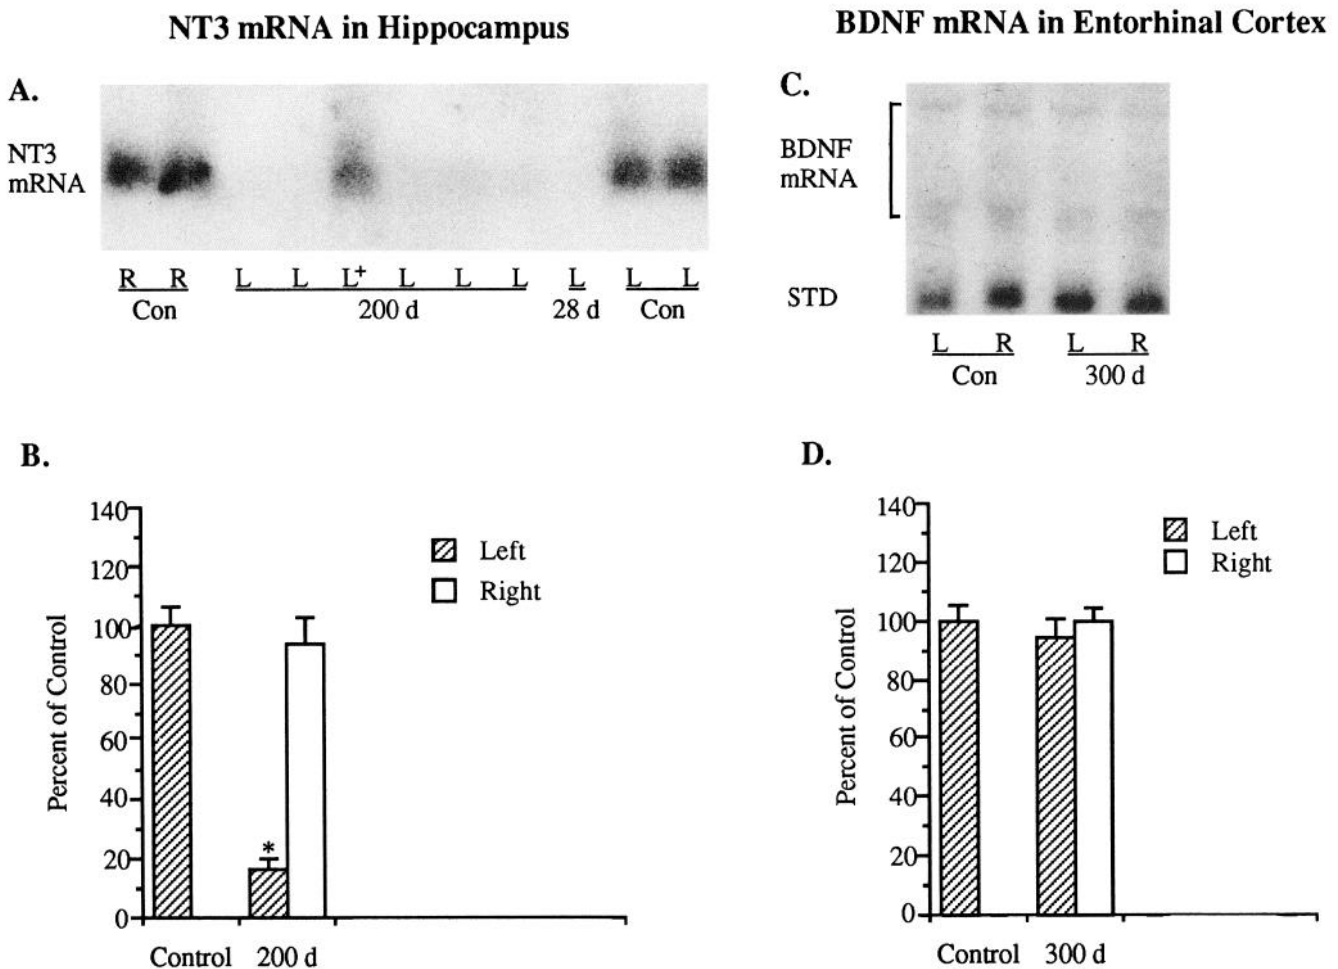 NT3 mRNA in Hippocampus
BDNF mRNA in Entorhinal Cortex
A.
NT3
mRNA
R R L L L+ L L L L L L
Con 200 d 28 d Con
C.
BDNF
mRNA
STD
L R L R
Con 300 d
B.
140
120
100
80
60
40
20
0
Percent of Control
Left
Right
*
Control 200 d
D.
140
120
100
80
60
40
20
0
Percent of Control
Left
Right
Control 300 d